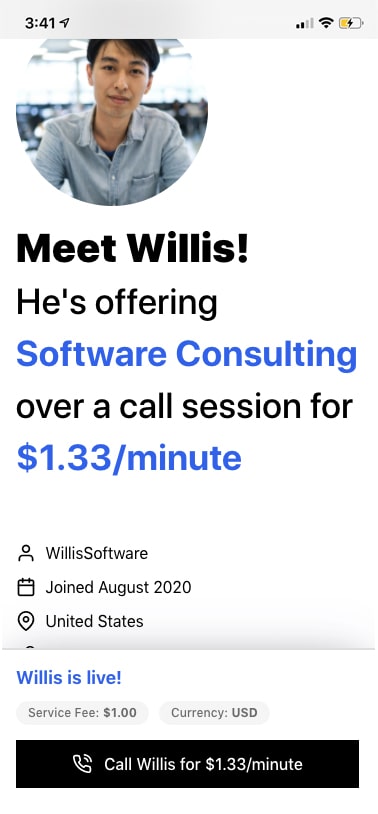 3:41
Meet Willis!
He's offering
Software Consulting
over a call session for
$1.33/minute
WillisSoftware
Joined August 2020
United States
Willis is live!
Service Fee: $1.00 Currency: USD
Call Willis for $1.33/minute